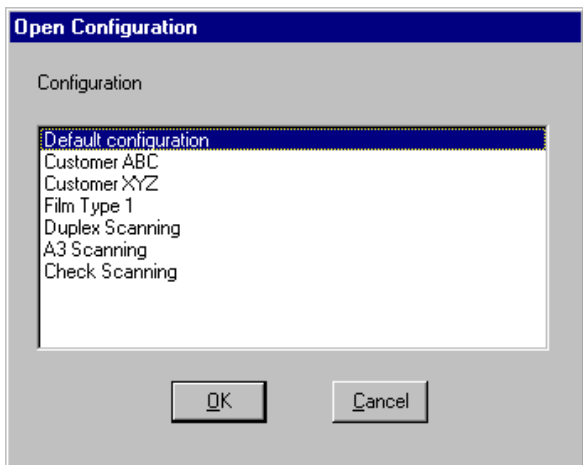 Open Configuration
Configuration
Default configuration
Customer ABC
Customer XYZ
Film Type 1
Duplex Scanning
A3 Scanning
Check Scanning
OK
Cancel